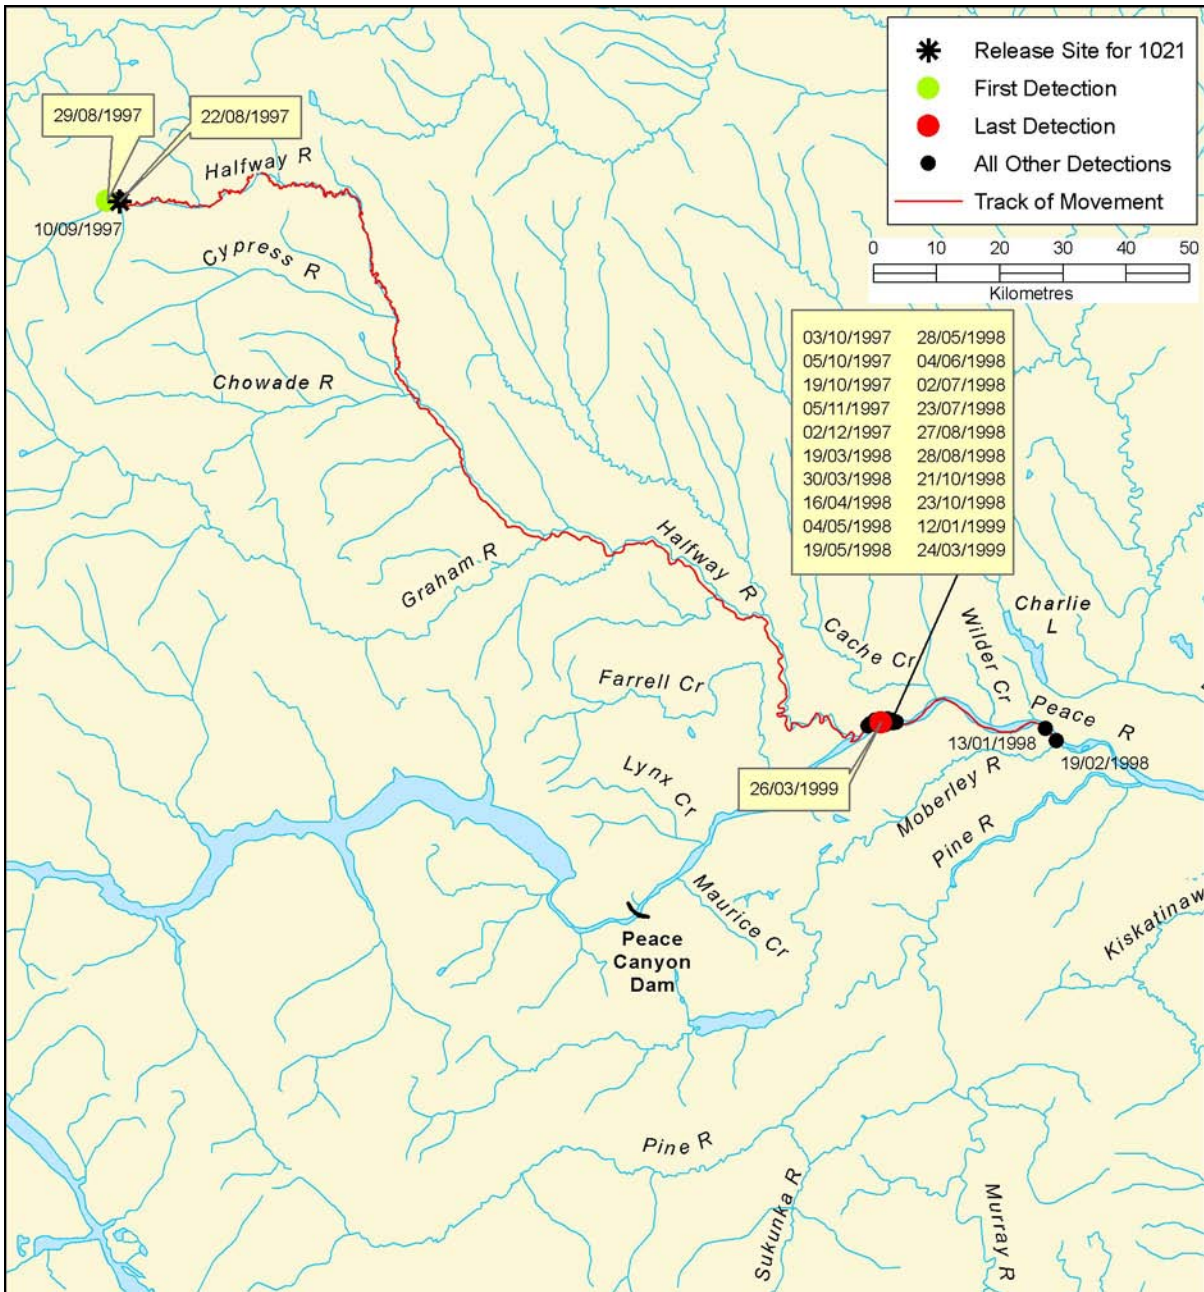 Release Site for 1021
First Detection
Last Detection
All Other Detections
Track of Movement
0 10 20 30 40 50
Kilometres
29/08/1997
22/08/1997
10/09/1997
Halfway R
Cypress R
Chowade R
03/10/1997 28/05/1998
05/10/1997 04/06/1998
19/10/1997 02/07/1998
05/11/1997 23/07/1998
02/12/1997 27/08/1998
19/03/1998 28/08/1998
30/03/1998 21/10/1998
16/04/1998 23/10/1998
04/05/1998 12/01/1999
19/05/1998 24/03/1999
Graham R
Halfway R
Charlie
L
Cache Cr
Wilder Cr
Farrell Cr
Peace R
13/01/1998
19/02/1998
Lynx Cr
26/03/1999
Moberley R
Pine R
Maurice Cr
Peace
Canyon
Dam
Kiskatinaw
Pine R
Sukunka R
Murray R